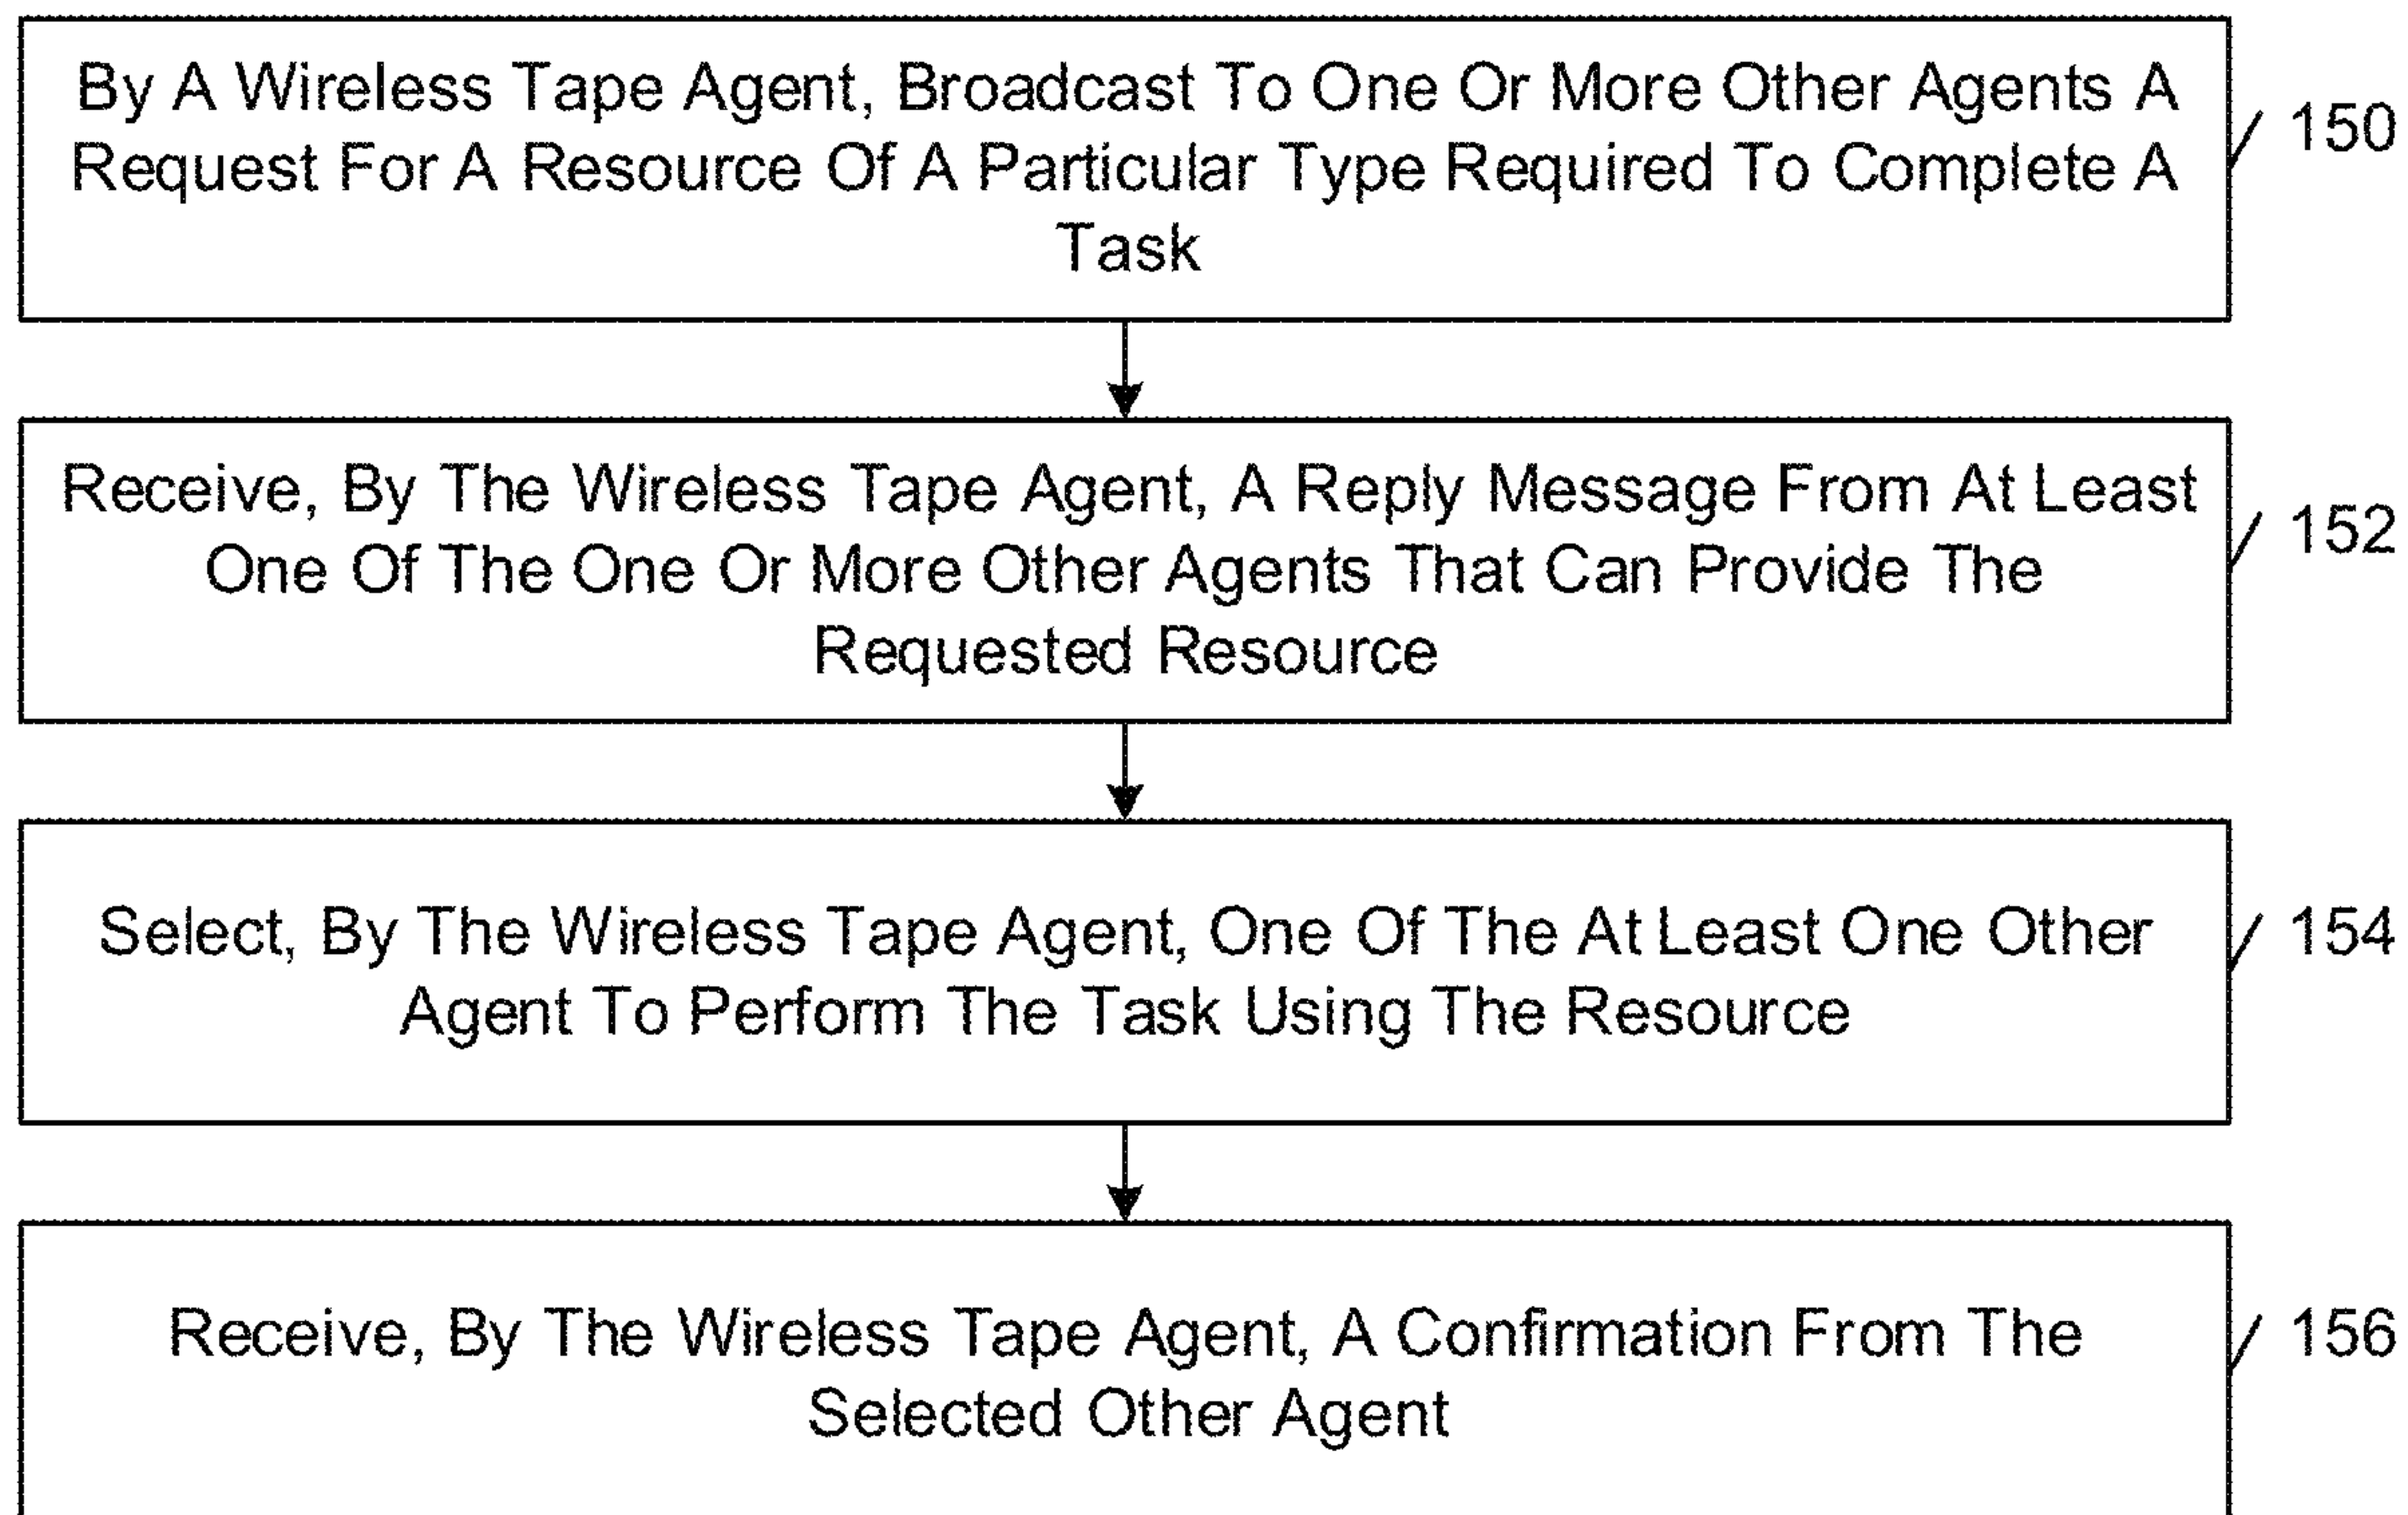 By A Wireless Tape Agent, Broadcast To One Or More Other Agents A
Request For A Resource Of A Particular Type Required To Complete A
Task
150
Receive, By The Wireless Tape Agent, A Reply Message From At Least
One Of The One Or More Other Agents That Can Provide The
Requested Resource
152
Select, By The Wireless Tape Agent, One Of The At Least One Other
Agent To Perform The Task Using The Resource
154
Receive, By The Wireless Tape Agent, A Confirmation From The
Selected Other Agent
156